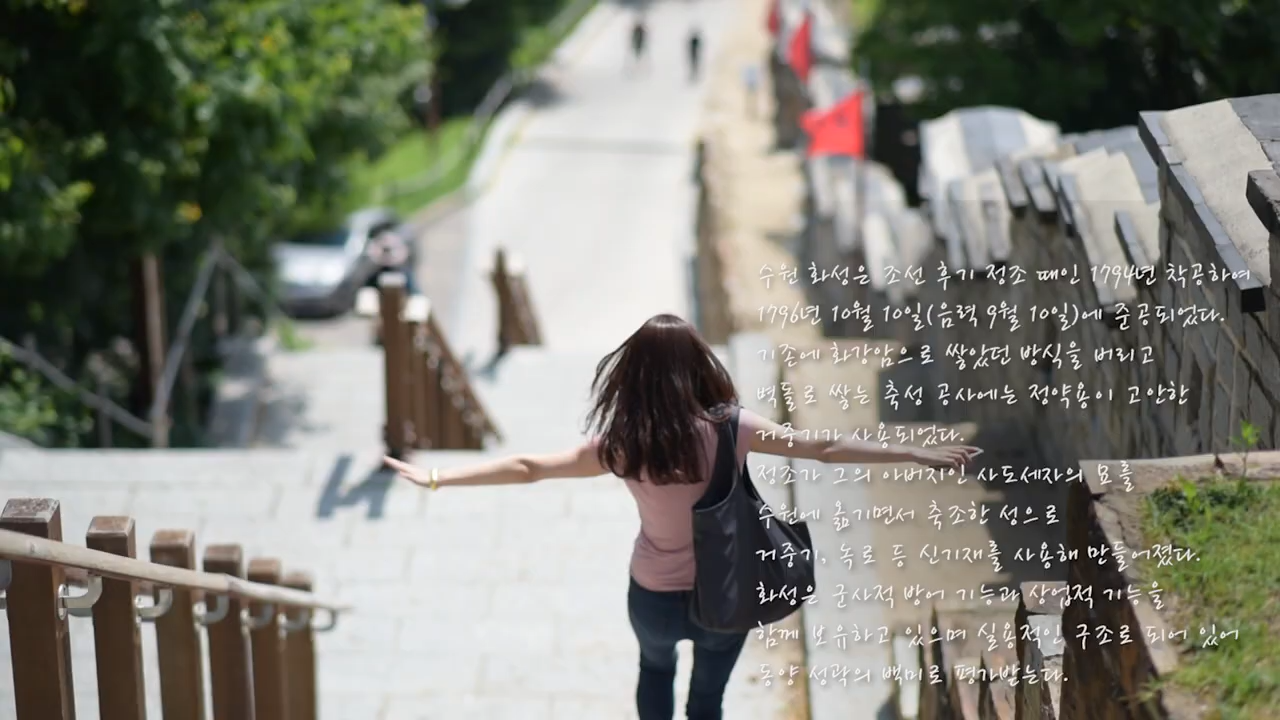 수원 화성은 조선 후기 정조 때인 1794년 착공하여
1796년 10월 10일(음력 9월 10일)에 준공되었다.
기존에 화강암으로 쌓았던 방식을 버리고
벽돌로 쌓는 축성 공사에는 정약용이 고안한
거중기가 사용되었다.
정조가 그의 아버지인 사도세자의 묘를
수원에 옮기면서 축조한 성으로
거중기, 녹로 등 신기재를 사용해 만들어졌다.
화성은 군사적 방어 기능과 상업적 기능을
함께 보유하고 있으며 실용적인 구조로 되어 있어
동양 성곽의 백미로 평가받는다.